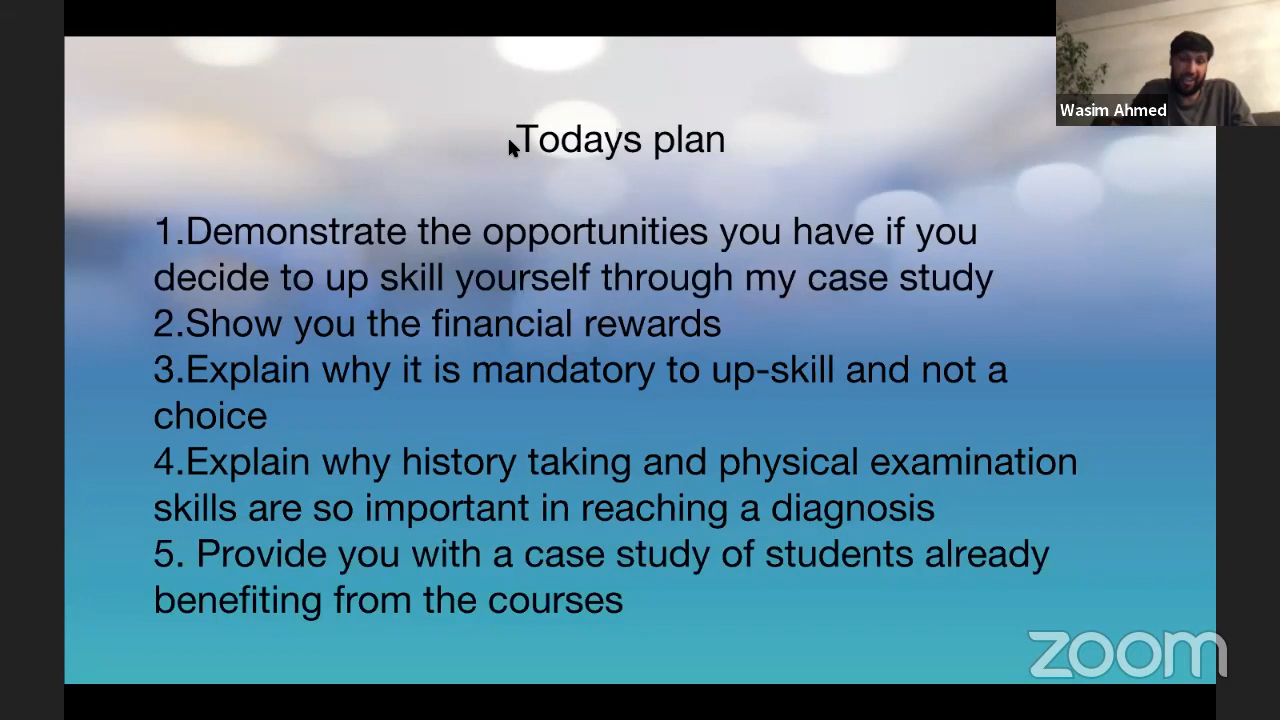 Wasim Ahmed
Todays plan
1.Demonstrate the opportunities you have if you
decide to up skill yourself through my case study
2.Show you the financial rewards
3.Explain why it is mandatory to up-skill and not a
choice
4.Explain why history taking and physical examination
skills are so important in reaching a diagnosis
5. Provide you with a case study of students already
benefiting from the courses
zoom